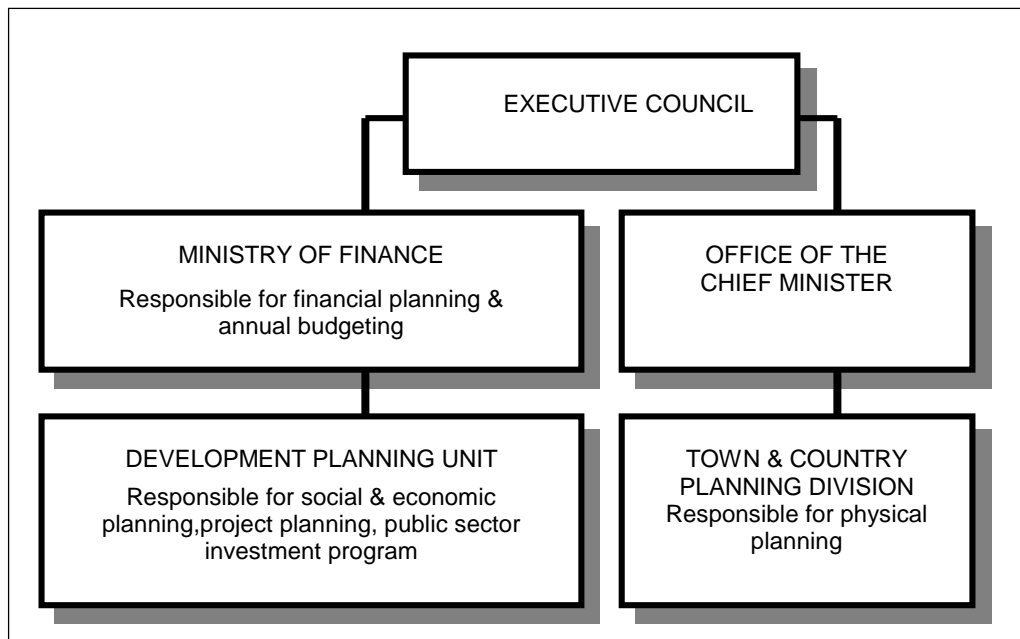 EXECUTIVE COUNCIL
MINISTRY OF FINANCE
Responsible for financial planning &
annual budgeting
OFFICE OF THE
CHIEF MINISTER
DEVELOPMENT PLANNING UNIT
Responsible for social & economic
planning,project planning, public sector
investment program
TOWN & COUNTRY
PLANNING DIVISION
Responsible for physical
planning